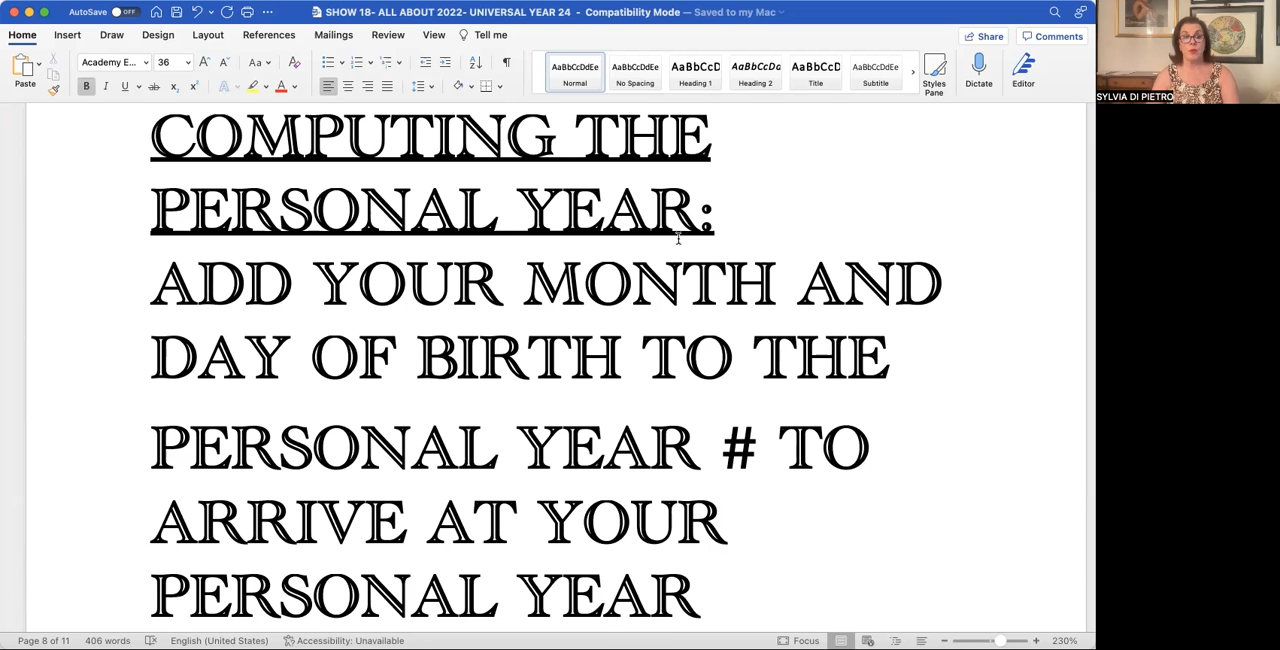 AutoSave OFF
SHOW 18- ALL ABOUT 2022- UNIVERSAL YEAR 24 - Compatibility Mode — Saved to my Mac
Home Insert Draw Design Layout References Mailings Review View Tell me Share Comments
Paste
Academy E... 36
Aa
B I U ab x₂ x²
A
AaBbCcDdEe Normal
AaBbCcDdEe No Spacing
AaBbCcD Heading 1
AaBbCcDd Heading 2
AaBbCcD Title
AaBbCcDdEe Subtitle
Styles Pane
Dictate
Editor
SYLVIA DI PIETRO
COMPUTING THE
PERSONAL YEAR:
ADD YOUR MONTH AND
DAY OF BIRTH TO THE
PERSONAL YEAR # TO
ARRIVE AT YOUR
PERSONAL YEAR
Page 8 of 11 406 words English (United States) Accessibility: Unavailable Focus 230%